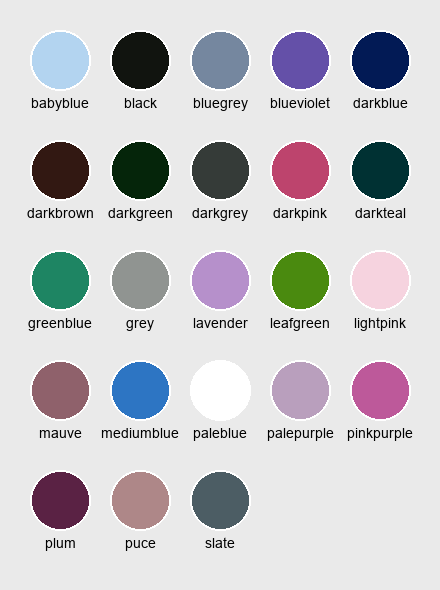 babyblue black bluegrey blueviolet darkblue
darkbrown darkgreen darkgrey darkpink darkteal
greenblue grey lavender leafgreen lightpink
mauve mediumblue paleblue palepurple pinkpurple
plum puce slate